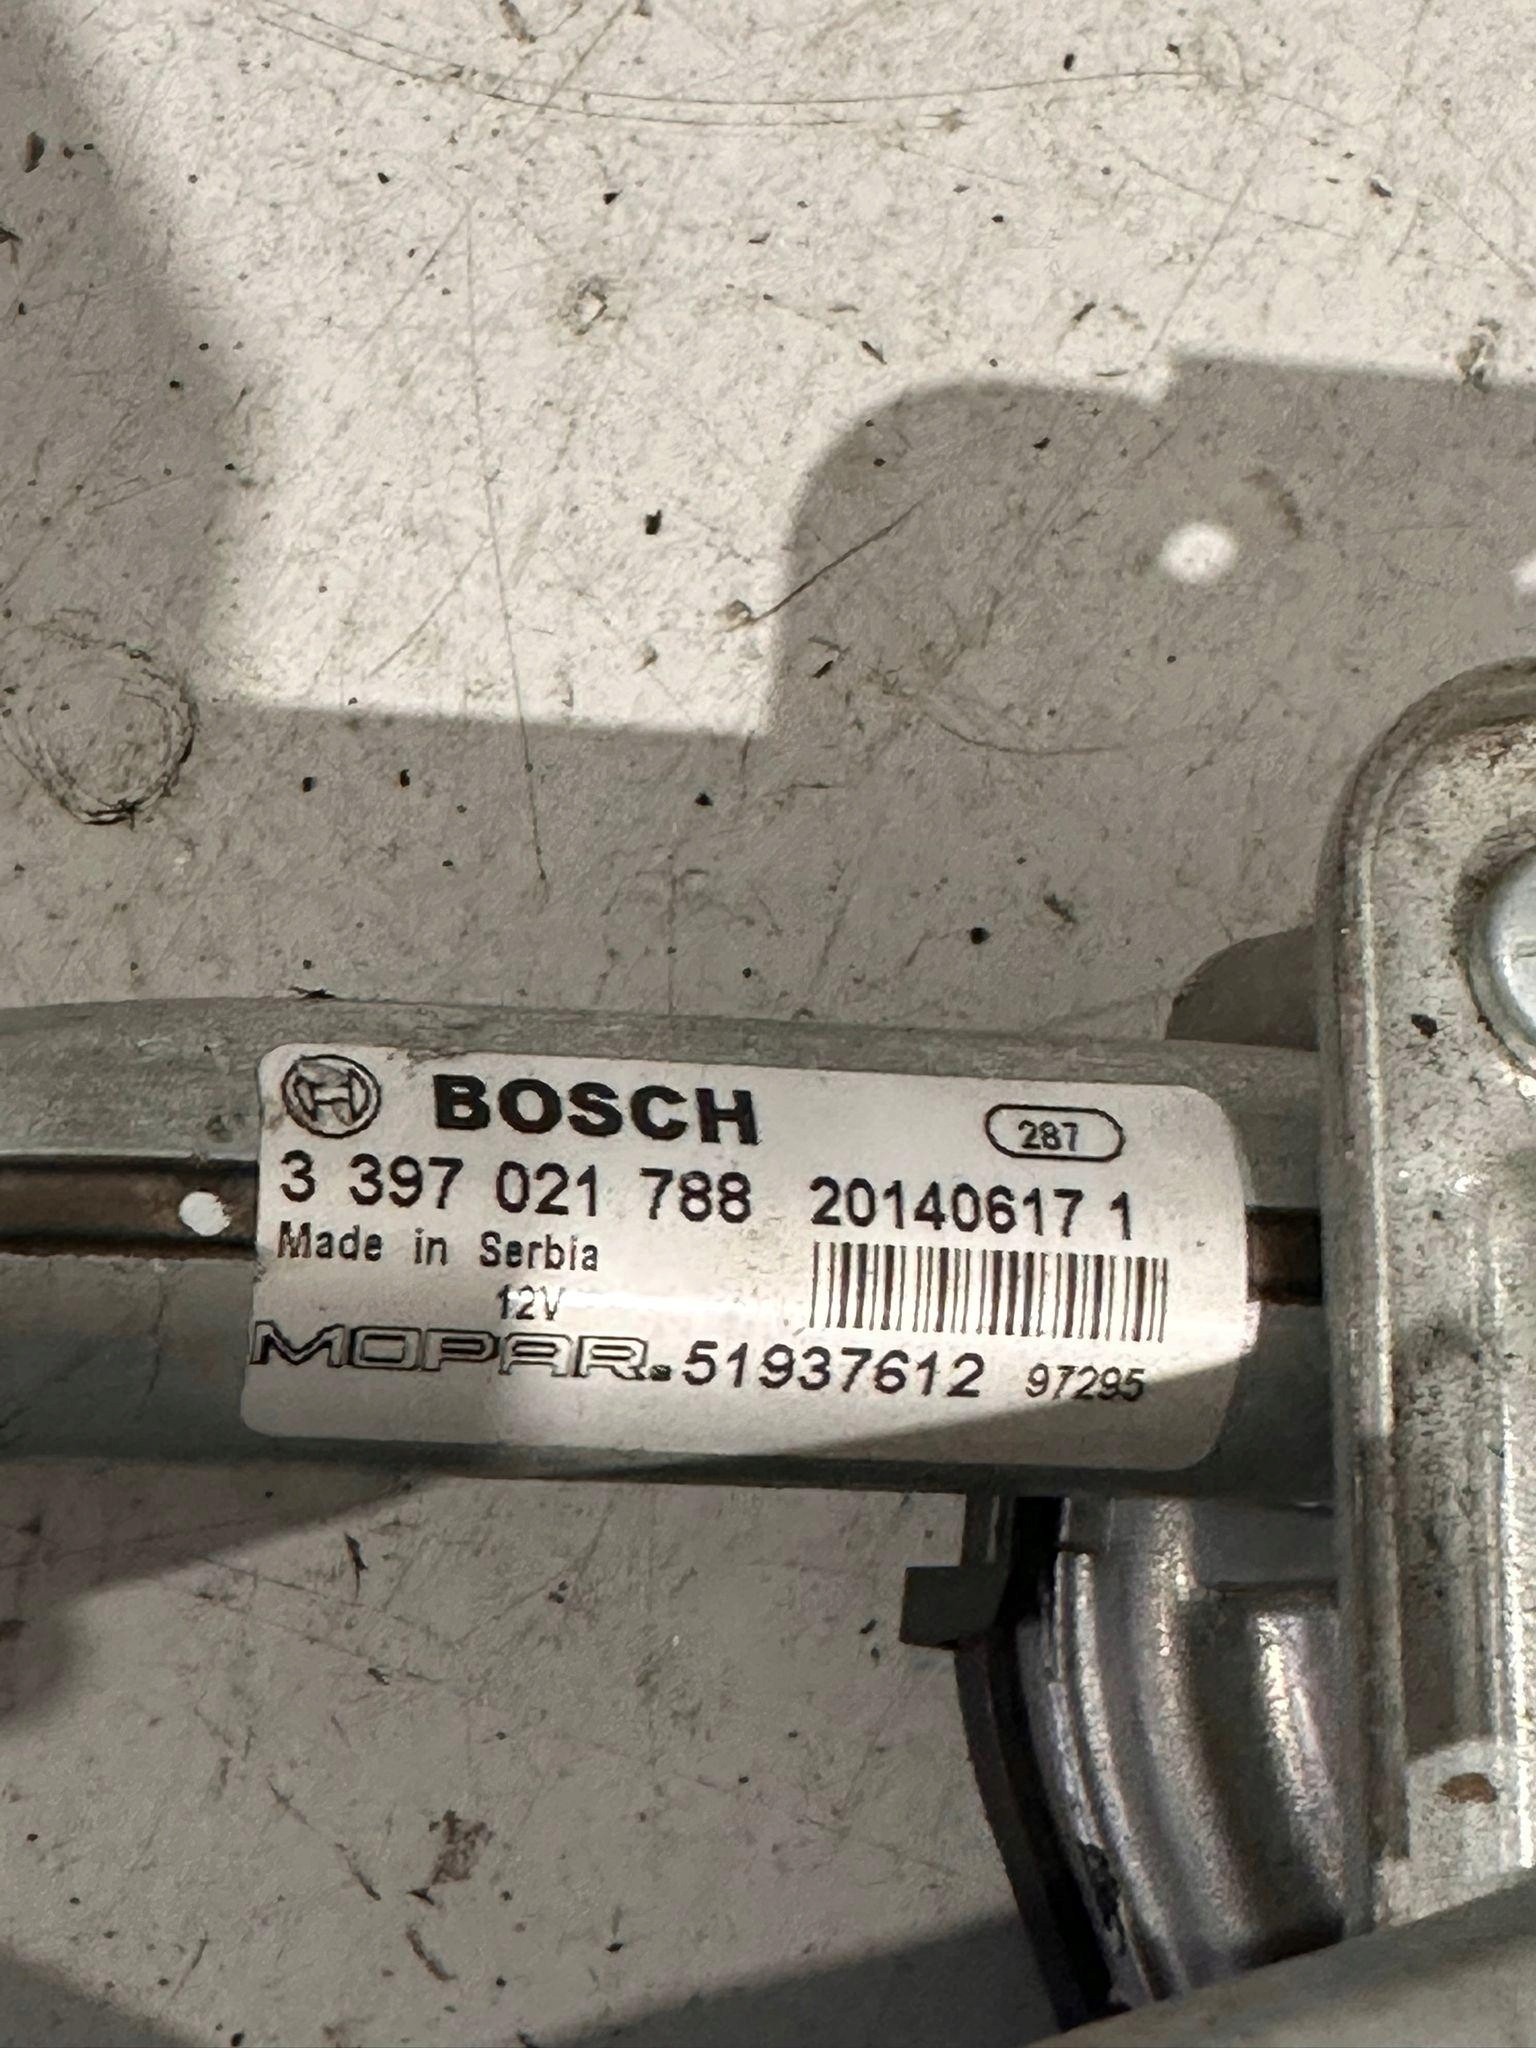 BOSCH 287
3 397 021 788 20140617 1
Made in Serbia
12V
MOPAR. 51937612 97295